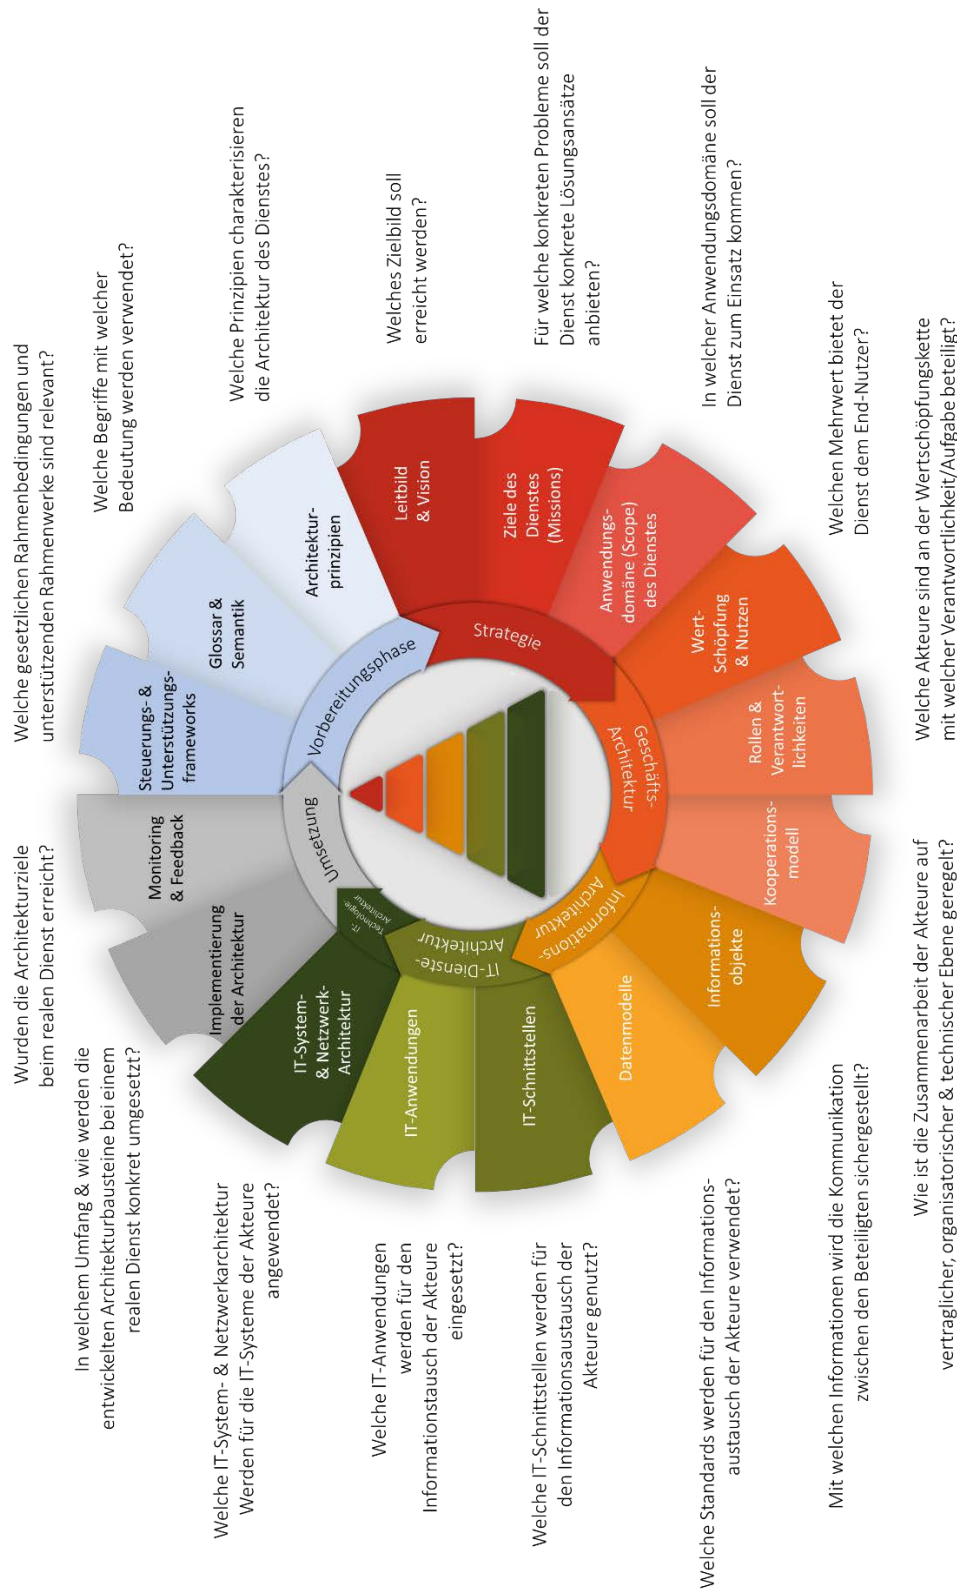 Welche gesetzlichen Rahmenbedingungen und
unterstützenden Rahmenwerke sind relevant?
Welche Begriffe mit welcher
Bedeutung werden verwendet?
Welche Prinzipien charakterisieren
die Architektur des Dienstes?
Welches Zielbild soll
erreicht werden?
Für welche konkreten Probleme soll der
Dienst konkrete Lösungsansätze
anbieten?
In welcher Anwendungsdomäne soll der
Dienst zum Einsatz kommen?
Welchen Mehrwert bietet der
Dienst dem End-Nutzer?
Welche Akteure sind an der Wertschöpfungskette
mit welcher Verantwortlichkeit/Aufgabe beteiligt?
Wurden die Architekturziele
beim realen Dienst erreicht?
In welchem Umfang & wie werden die
entwickelten Architekturbausteine bei einem
realen Dienst konkret umgesetzt?
Welche IT-System- & Netzwerkarchitektur
Werden für die IT-Systeme der Akteure
angewendet?
Welche IT-Anwendungen
werden für den
Informationstausch der Akteure
eingesetzt?
Welche IT-Schnittstellen werden für
den Informationsaustausch der
Akteure genutzt?
Welche Standards werden für den Informations-
austausch der Akteure verwendet?
Mit welchen Informationen wird die Kommunikation
zwischen den Beteiligten sichergestellt?
Wie ist die Zusammenarbeit der Akteure auf
vertraglicher, organisatorischer & technischer Ebene geregelt?
Steuerungs- &
Unterstützungs-
frameworks
Glossar &
Semantik
Architektur-
prinzipien
Leitbild
& Vision
Ziele des
Dienstes
(Missions)
Anwendungs-
domäne (Scope)
des Dienstes
Wert-
Schöpfung
& Nutzen
Rollen &
Verantwort-
lichkeiten
Kooperations-
modell
Informations-
objekte
Datenmodelle
IT-Schnittstellen
IT-Anwendungen
IT-System-
& Netzwerk-
Architektur
Implementierung
der Architektur
Monitoring
& Feedback
Vorbereitungsphase
Strategie
Geschäfts-
Architektur
Informations-
Architektur
IT-Dienste-
Architektur
IT-
Technologie-
Architektur
Umsetzung